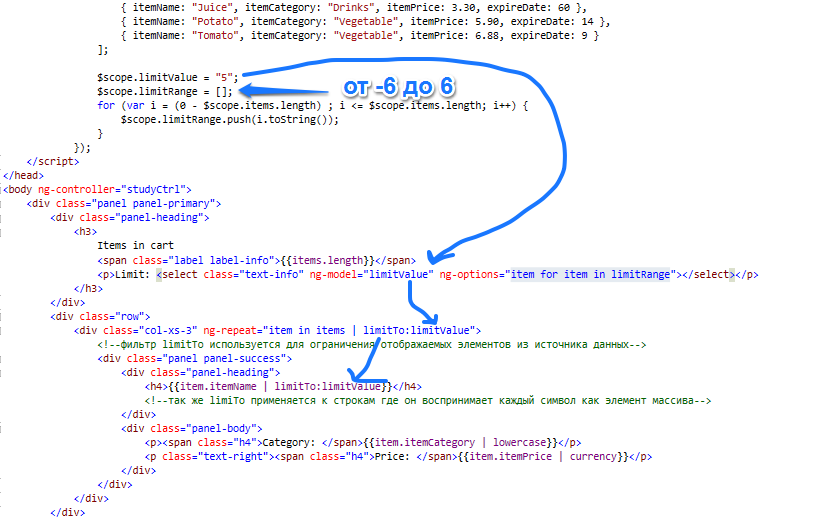 { itemName: "Juice", itemCategory: "Drinks", itemPrice: 3.30, expireDate: 60 },
{ itemName: "Potato", itemCategory: "Vegetable", itemPrice: 5.90, expireDate: 14 },
{ itemName: "Tomato", itemCategory: "Vegetable", itemPrice: 6.88, expireDate: 9 }
];
$scope.limitValue = "5";
$scope.limitRange = []; от -6 до 6
for (var i = (0 - $scope.items.length) ; i <= $scope.items.length; i++) {
$scope.limitRange.push(i.toString());
}
});
</script>
</head>
<body ng-controller="studyCtrl">
<div class="panel panel-primary">
<div class="panel-heading">
<h3>
Items in cart
<span class="label label-info">{{items.length}}</span>
<p>Limit: <select class="text-info" ng-model="limitValue" ng-options="item for item in limitRange"></select></p>
</h3>
</div>
<div class="row">
<div class="col-xs-3" ng-repeat="item in items | limitTo:limitValue">
<!--фильтр limitTo используется для ограничения отображаемых элементов из источника данных-->
<div class="panel panel-success">
<div class="panel-heading">
<h4>{{item.itemName | limitTo:limitValue}}</h4>
<!--так же limiTo применяется к строкам где он воспринимает каждый символ как элемент массива-->
</div>
<div class="panel-body">
<p><span class="h4">Category: </span>{{item.itemCategory | lowercase}}</p>
<p class="text-right"><span class="h4">Price: </span>{{item.itemPrice | currency}}</p>
</div>
</div>
</div>
</div>